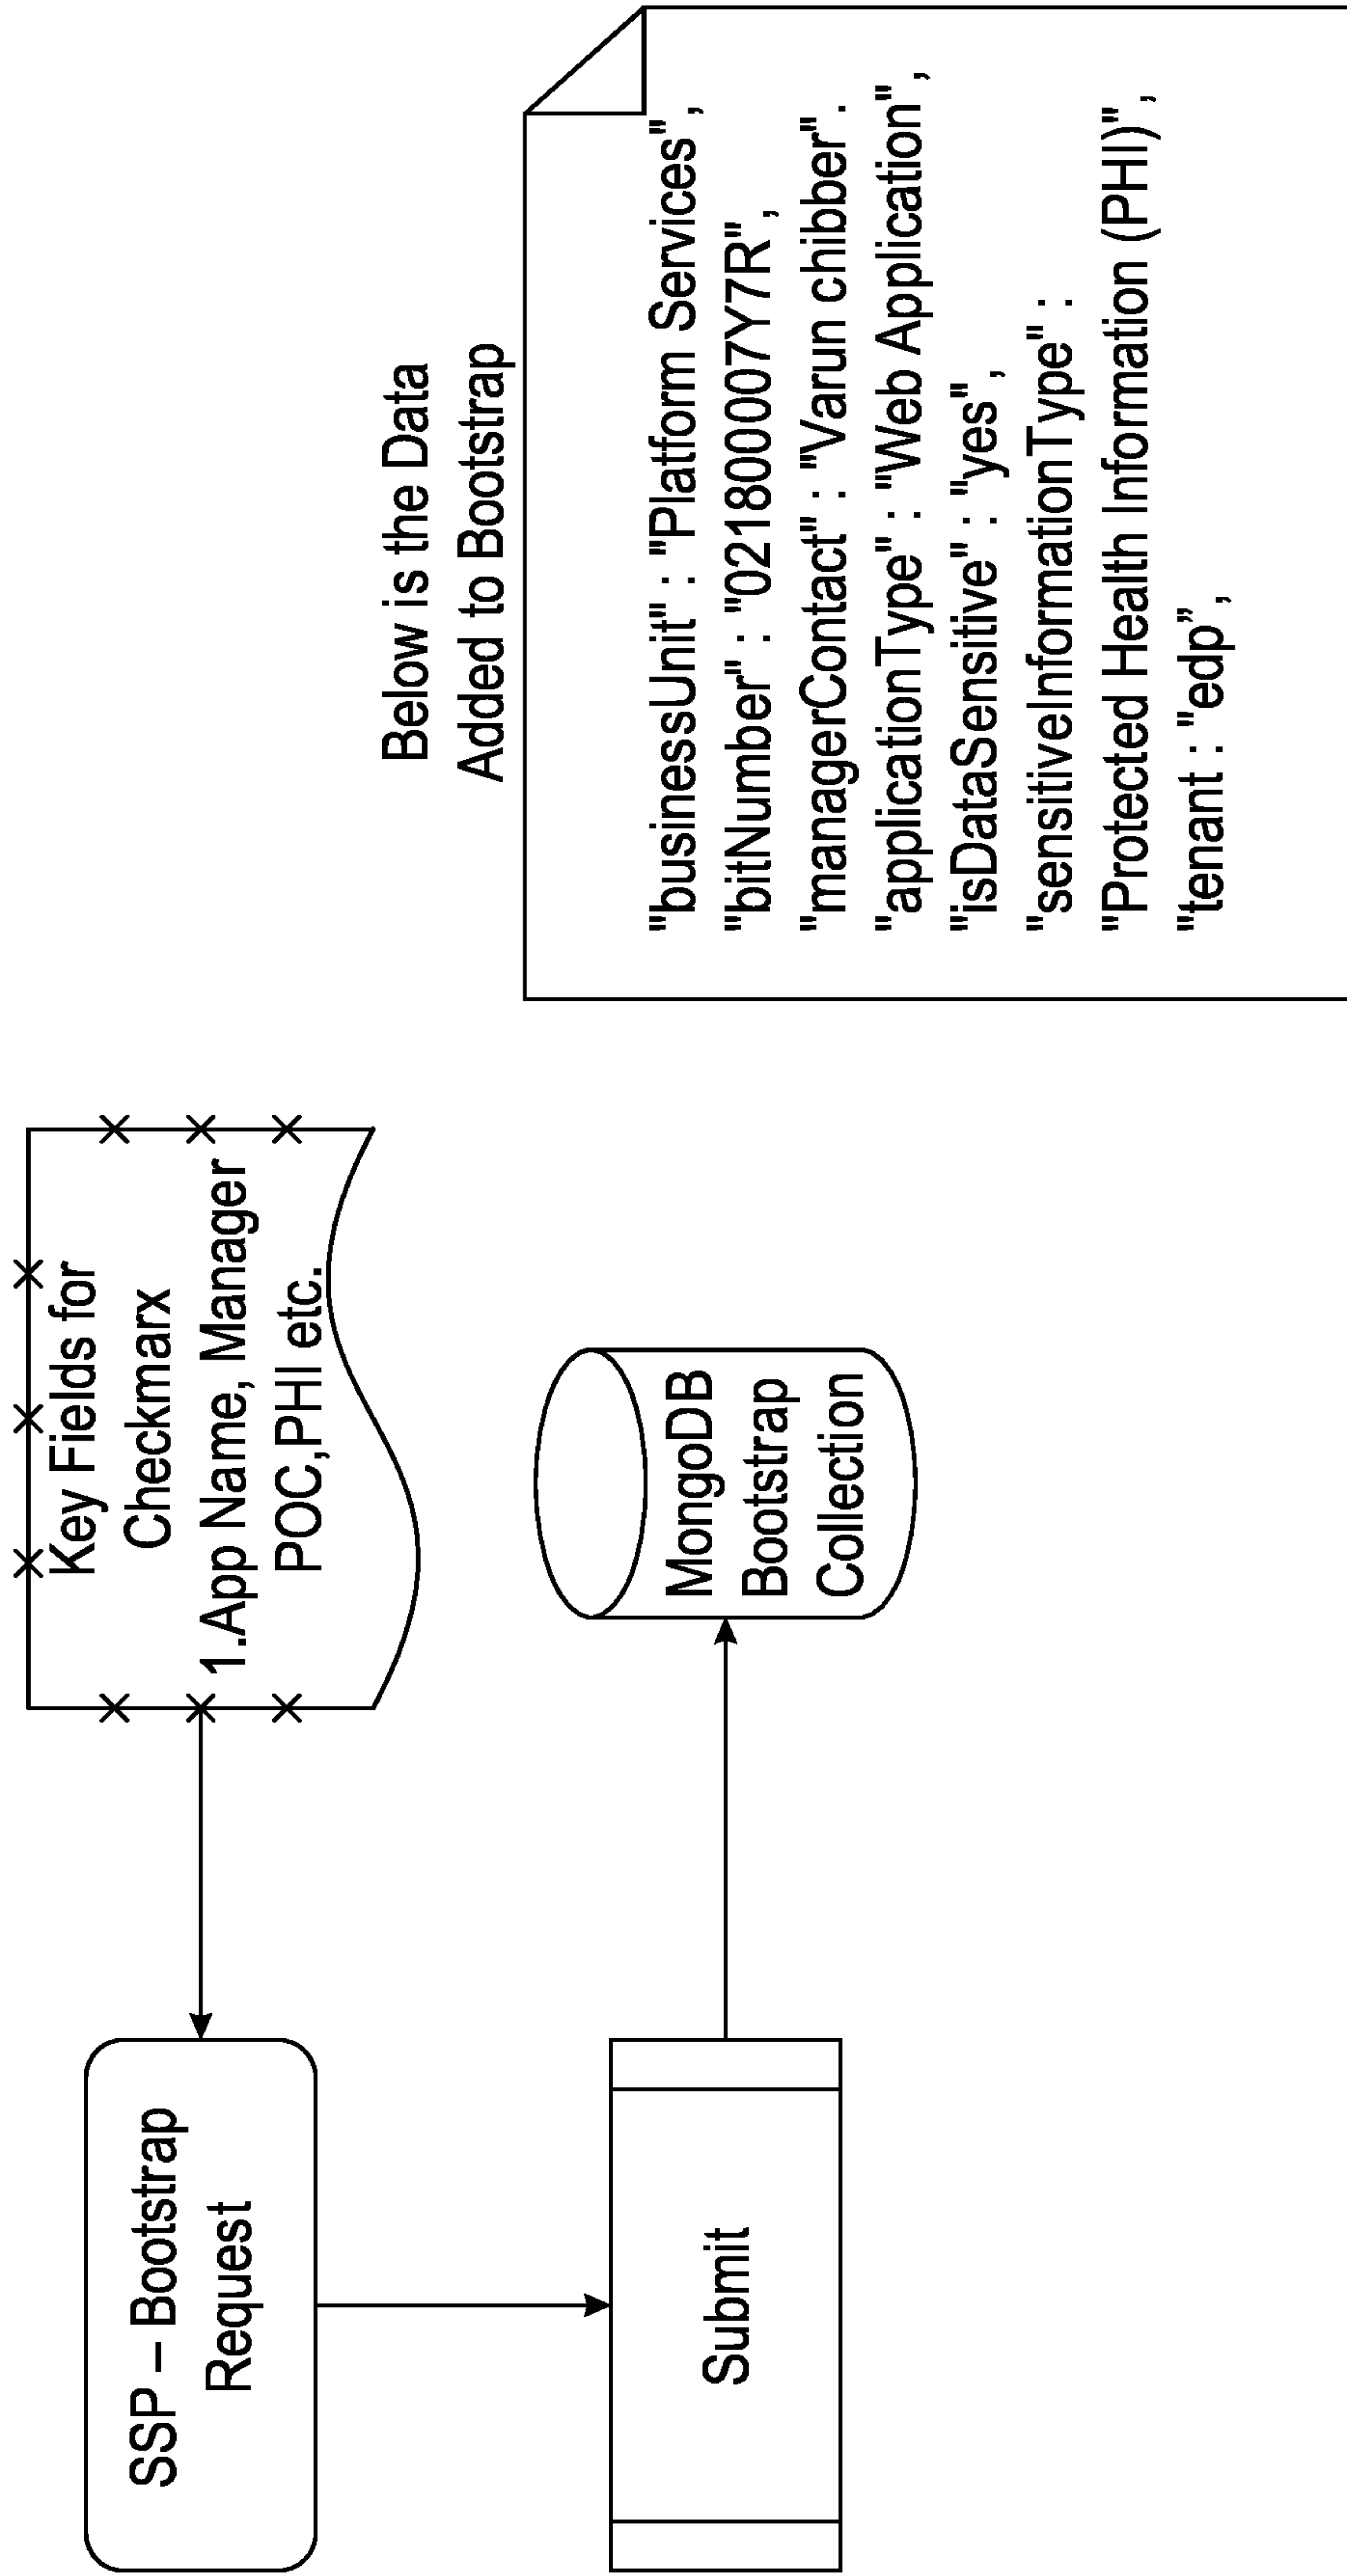 Key Fields for
Checkmarx
1.App Name, Manager
POC,PHI etc.
SSP – Bootstrap
Request
Submit
MongoDB
Bootstrap
Collection
Below is the Data
Added to Bootstrap
"businessUnit" : "Platform Services",
"bitNumber" : "02180007Y7R",
"managerContact" : "Varun chibber".
"applicationType" : "Web Application",
"isDataSensitive" : "yes",
"sensitiveInformationType" :
"Protected Health Information (PHI)",
"tenant : "edp”,